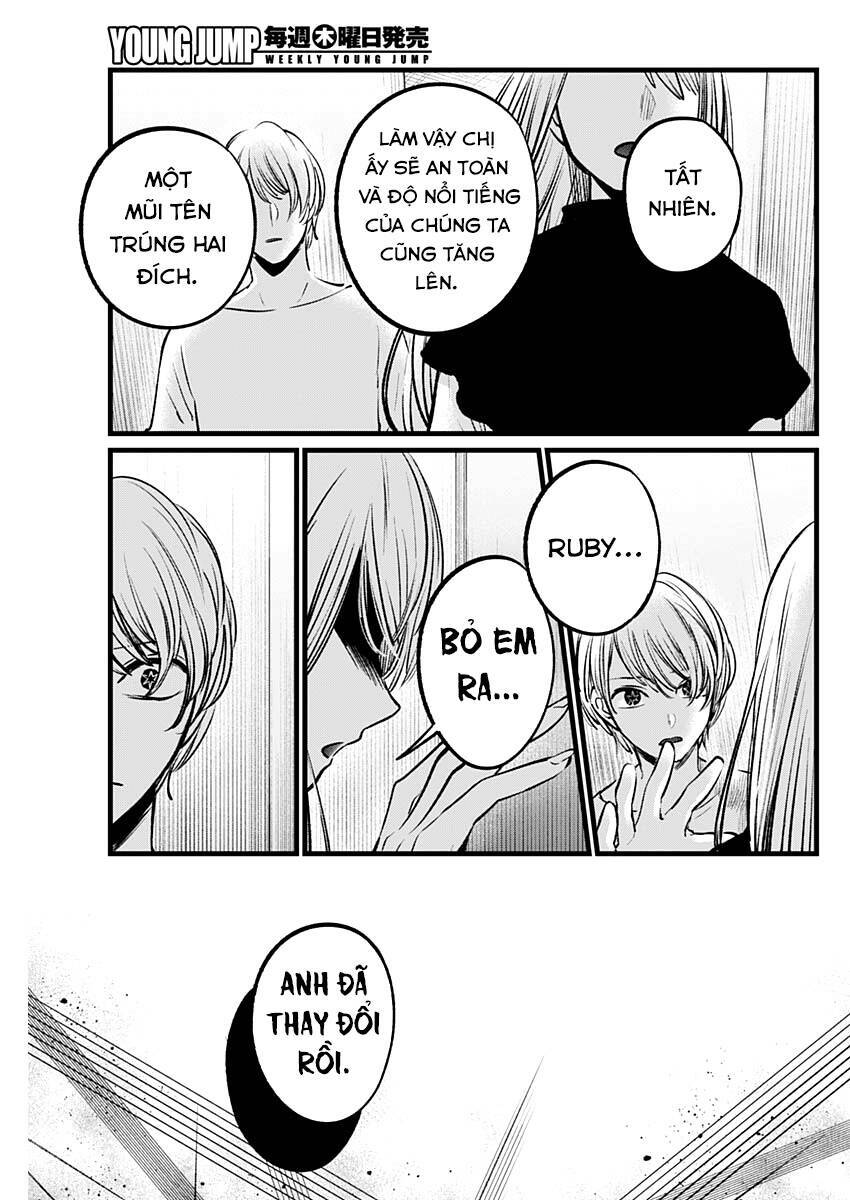 YOUNG JUMP 毎週木曜日発売
WEEKLY YOUNG JUMP
TẤT
NHIÊN.
LÀM VẬY CHỊ
ẤY SẼ AN TOÀN
VÀ ĐỘ NỔI TIẾNG
CỦA CHÚNG TA
CŨNG TĂNG
LÊN.
MỘT
MŨI TÊN
TRÚNG HAI
ĐÍCH.
RUBY...
BỎ EM
RA...
ANH ĐÃ
THAY ĐỔI
RỒI.